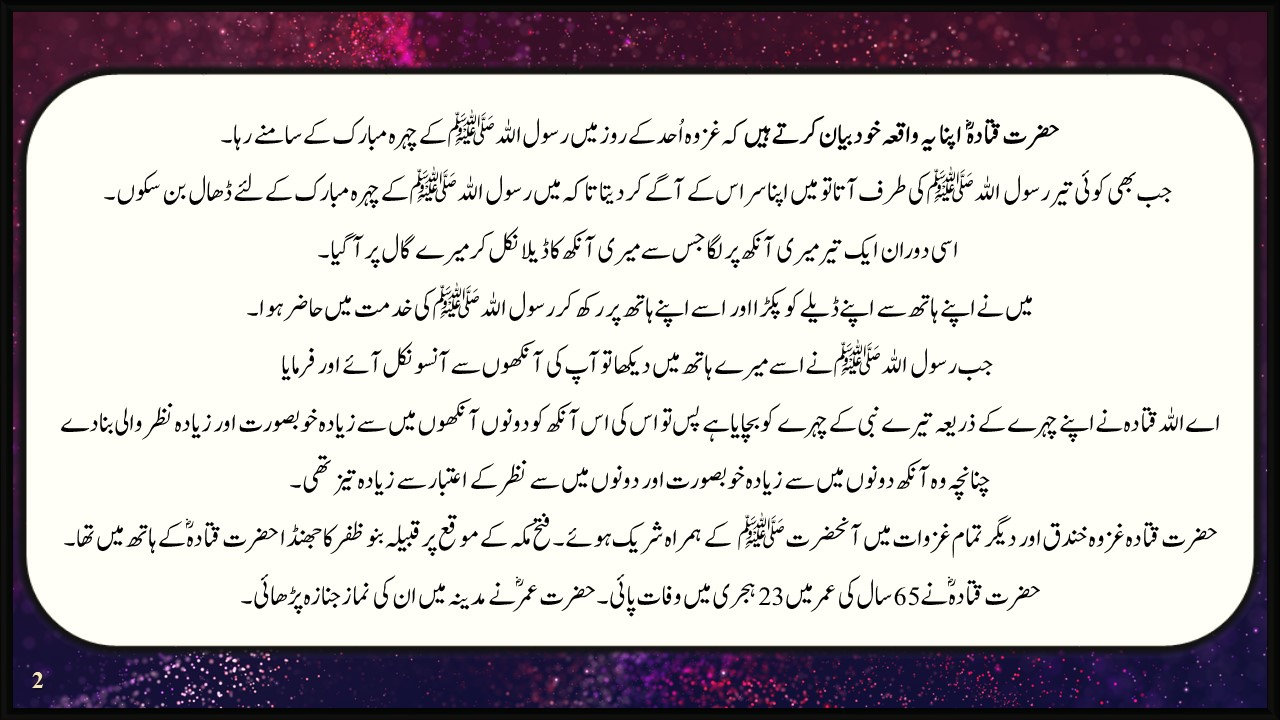 حضرت قتادہؓ اپنا یہ واقعہ خود بیان کرتے ہیں کہ غزوہ اُحد کے روز میں رسول اللہ ﷺ کے چہرہ مبارک کے سامنے رہا۔
جب بھی کوئی تیر رسول اللہ ﷺ کی طرف آتا تو میں اپنا سر اس کے آگے کر دیتا تاکہ میں رسول اللہ ﷺ کے چہرہ مبارک کے لئے ڈھال بن سکوں۔
اسی دوران ایک تیر میری آنکھ پر لگا جس سے میری آنکھ کا ڈیلا نکل کر میرے گال پر آگیا۔
میں نے اپنے ہاتھ سے اپنے ڈیلے کو پکڑا اور اسے اپنے ہاتھ پر رکھ کر رسول اللہ ﷺ کی خدمت میں حاضر ہوا۔
جب رسول اللہ ﷺ نے اسے میرے ہاتھ میں دیکھا تو آپ کی آنکھوں سے آنسو نکل آئے اور فرمایا
اے اللہ قتادہ نے اپنے چہرے کے ذریعہ تیرے نبی کے چہرے کو بچایا ہے پس تو اس کی اس آنکھ کو دونوں آنکھوں میں سے زیادہ خوبصورت اور زیادہ نظر والی بنا دے
چنانچہ وہ آنکھ دونوں میں سے زیادہ خوبصورت اور دونوں میں سے نظر کے اعتبار سے زیادہ تیز تھی۔
حضرت قتادہ غزوہ خندق اور دیگر تمام غزوات میں آنحضرت ﷺ کے ہمراہ شریک ہوئے۔ فتح مکہ کے موقع پر قبیلہ بنو ظفر کا جھنڈا حضرت قتادہؓ کے ہاتھ میں تھا۔
حضرت قتادہؓ نے 65 سال کی عمر میں 23 ہجری میں وفات پائی۔ حضرت عمرؓ نے مدینہ میں ان کی نماز جنازہ پڑھائی۔
2